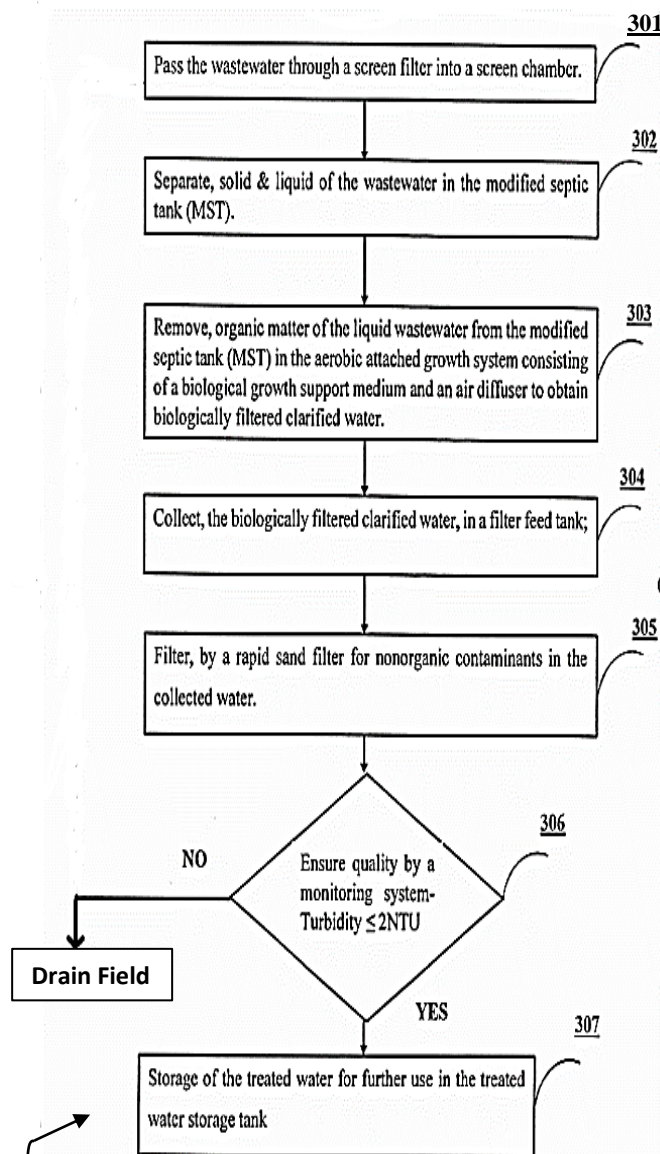 301
Pass the wastewater through a screen filter into a screen chamber.
302
Separate, solid & liquid of the wastewater in the modified septic
tank (MST).
303
Remove, organic matter of the liquid wastewater from the modified
septic tank (MST) in the aerobic attached growth system consisting
of a biological growth support medium and an air diffuser to obtain
biologically filtered clarified water.
304
Collect, the biologically filtered clarified water, in a filter feed tank;
305
Filter, by a rapid sand filter for nonorganic contaminants in the
collected water.
306
NO
Ensure quality by a
monitoring system-
Turbidity ≤2NTU
Drain Field
YES
307
Storage of the treated water for further use in the treated
water storage tank